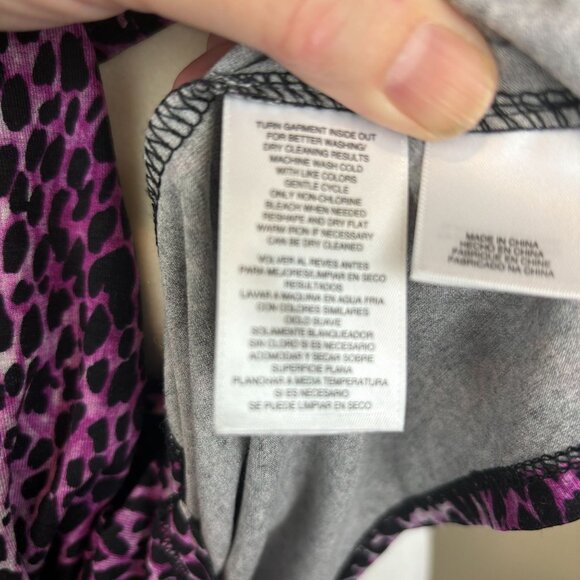 TURN GARMENT INSIDE OUT
FOR BETTER WASHING/
DRY CLEANING RESULTS
MACHINE WASH COLD
WITH LIKE COLORS
GENTLE CYCLE
ONLY NON-CHLORINE
BLEACH WHEN NEEDED
RESHAPE AND DRY FLAT
WARM IRON IF NECESSARY
CAN BE DRY CLEANED
VOLVER AL REVES ANTES
PARA MEJORES/LIMPIAR EN SECO
RESULTADOS
LAVAR A MAQUINA EN AGUA FRIA
CON COLORES SIMILARES
CICLO SUAVE
SOLAMENTE BLANQUEADOR
SIN CLORO SI ES NECESARIO
ACOMODAR Y SECAR SOBRE
SUPERFICIE PLANA
PLANCHAR A MEDIA TEMPERATURA
SI ES NECESARIO
SE PUEDE LIMPIAR EN SECO
MADE IN CHINA
HECHO EN CHINA
FABRIQUE EN CHINE
FABRICADO NA CHINA